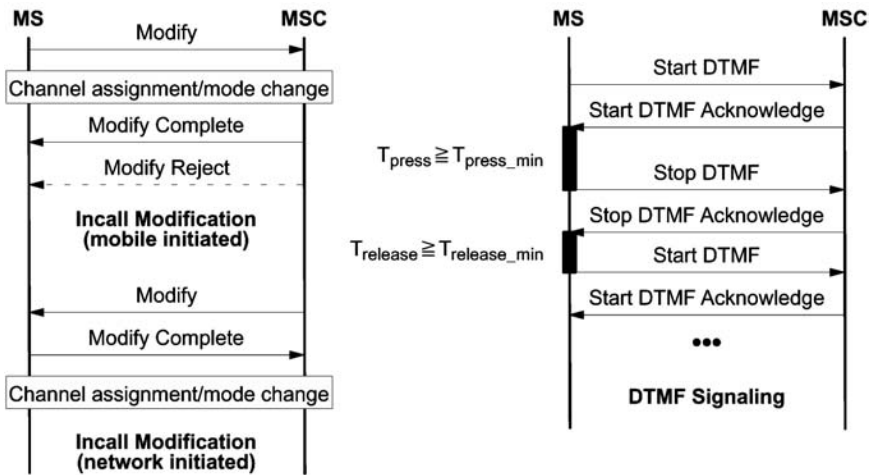 MS MSC
Modify
Channel assignment/mode change
Modify Complete
Modify Reject
Incall Modification
(mobile initiated)
Modify
Modify Complete
Channel assignment/mode change
Incall Modification
(network initiated)
MS MSC
Start DTMF
Start DTMF Acknowledge
Tpress ≧ Tpress_min
Stop DTMF
Stop DTMF Acknowledge
Trelease ≧ Trelease_min
Start DTMF
Start DTMF Acknowledge
•••
DTMF Signaling